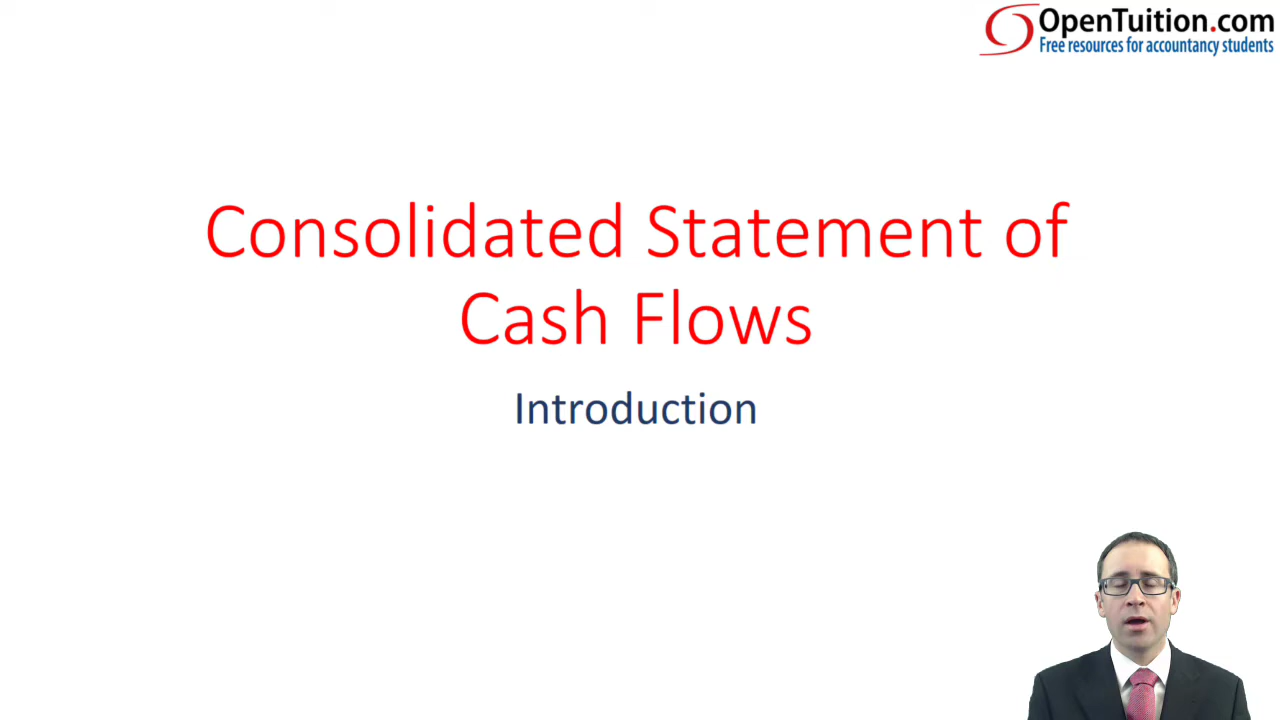 OpenTuition.com
Free resources for accountancy students
Consolidated Statement of
Cash Flows
Introduction